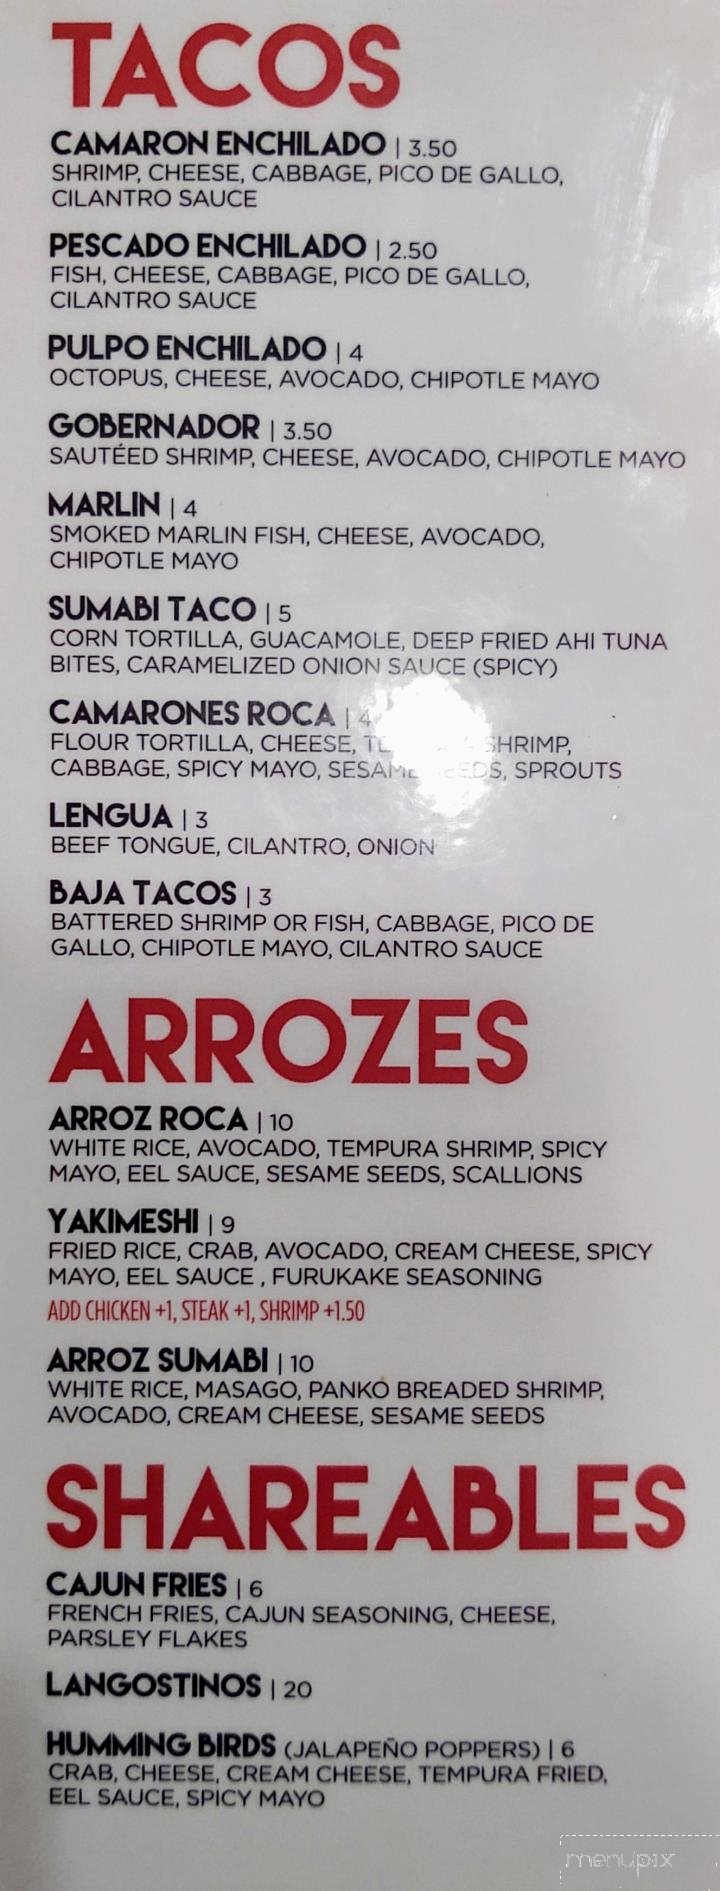 TACOS
CAMARON ENCHILADO | 3.50
SHRIMP, CHEESE, CABBAGE, PICO DE GALLO,
CILANTRO SAUCE
PESCADO ENCHILADO | 2.50
FISH, CHEESE, CABBAGE, PICO DE GALLO,
CILANTRO SAUCE
PULPO ENCHILADO | 4
OCTOPUS, CHEESE, AVOCADO, CHIPOTLE MAYO
GOBERNADOR | 3.50
SAUTÉED SHRIMP, CHEESE, AVOCADO, CHIPOTLE MAYO
MARLIN | 4
SMOKED MARLIN FISH, CHEESE, AVOCADO,
CHIPOTLE MAYO
SUMABI TACO | 5
CORN TORTILLA, GUACAMOLE, DEEP FRIED AHI TUNA
BITES, CARAMELIZED ONION SAUCE (SPICY)
CAMARONES ROCA |
FLOUR TORTILLA, CHEESE, SHRIMP,
CABBAGE, SPICY MAYO, SESAME SEEDS, SPROUTS
LENGUA | 3
BEEF TONGUE, CILANTRO, ONION
BAJA TACOS | 3
BATTERED SHRIMP OR FISH, CABBAGE, PICO DE
GALLO, CHIPOTLE MAYO, CILANTRO SAUCE
ARROZES
ARROZ ROCA | 10
WHITE RICE, AVOCADO, TEMPURA SHRIMP, SPICY
MAYO, EEL SAUCE, SESAME SEEDS, SCALLIONS
YAKIMESHI | 9
FRIED RICE, CRAB, AVOCADO, CREAM CHEESE, SPICY
MAYO, EEL SAUCE , FURUKAKE SEASONING
ADD CHICKEN +1, STEAK +1, SHRIMP +1.50
ARROZ SUMABI | 10
WHITE RICE, MASAGO, PANKO BREADED SHRIMP,
AVOCADO, CREAM CHEESE, SESAME SEEDS
SHAREABLES
CAJUN FRIES | 6
FRENCH FRIES, CAJUN SEASONING, CHEESE,
PARSLEY FLAKES
LANGOSTINOS | 20
HUMMING BIRDS (JALAPEÑO POPPERS) | 6
CRAB, CHEESE, CREAM CHEESE, TEMPURA FRIED,
EEL SAUCE, SPICY MAYO
menupix